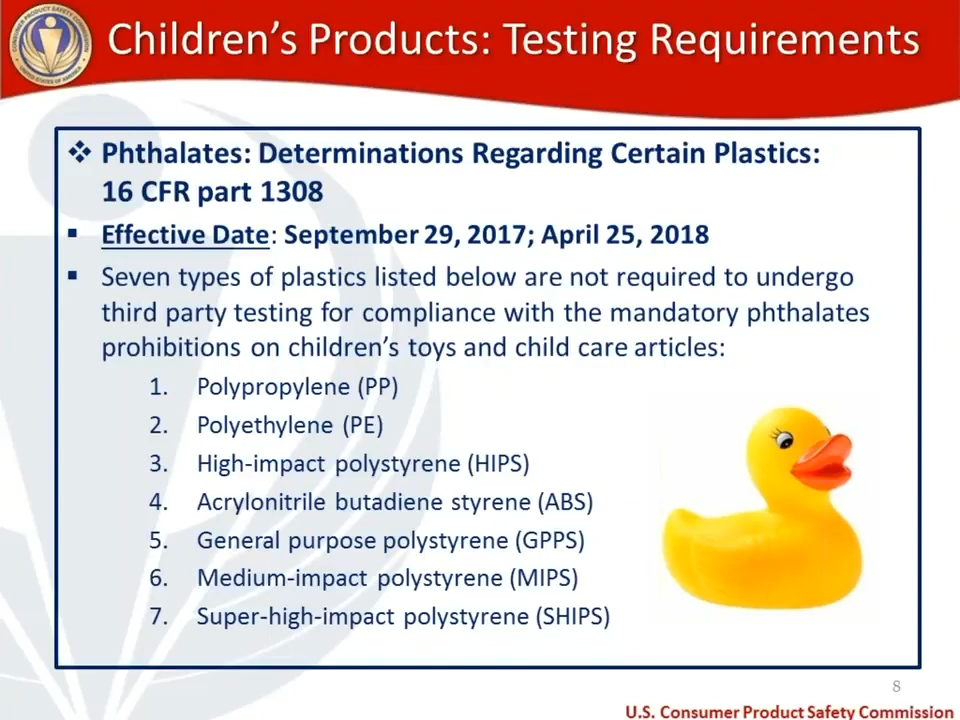 Children's Products: Testing Requirements
❖ Phthalates: Determinations Regarding Certain Plastics:
16 CFR part 1308
▪ Effective Date: September 29, 2017; April 25, 2018
▪ Seven types of plastics listed below are not required to undergo
third party testing for compliance with the mandatory phthalates
prohibitions on children's toys and child care articles:
1. Polypropylene (PP)
2. Polyethylene (PE)
3. High-impact polystyrene (HIPS)
4. Acrylonitrile butadiene styrene (ABS)
5. General purpose polystyrene (GPPS)
6. Medium-impact polystyrene (MIPS)
7. Super-high-impact polystyrene (SHIPS)
8
U.S. Consumer Product Safety Commission